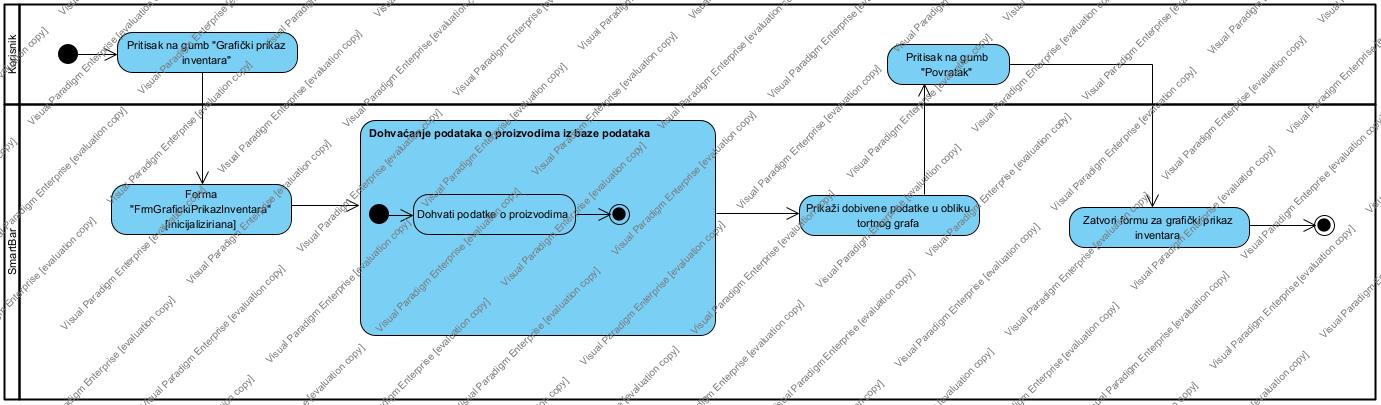 Korisnik
Pritisak na gumb "Grafički prikaz
inventara"
Pritisak na gumb
"Povratak"
SmartBar
Dohvaćanje podataka o proizvodima iz baze podataka
Forma
"FrmGrafickiPrikazInventara"
[inicijaliziriana]
Dohvati podatke o proizvodima
Prikaži dobivene podatke u obliku
tortnog grafa
Zatvori formu za grafički prikaz
inventara
Visual Paradigm Enterprise [evaluation copy]